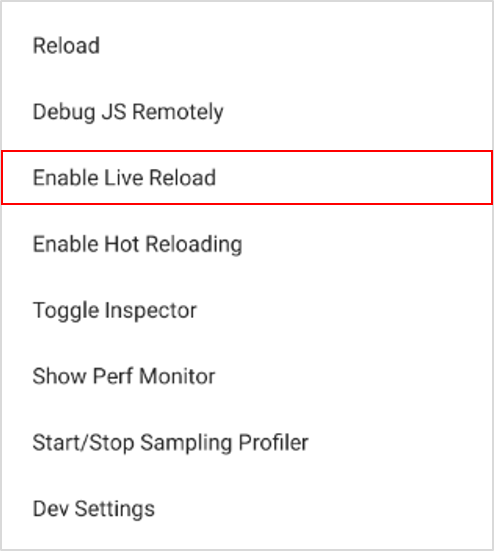 Reload
Debug JS Remotely
Enable Live Reload
Enable Hot Reloading
Toggle Inspector
Show Perf Monitor
Start/Stop Sampling Profiler
Dev Settings